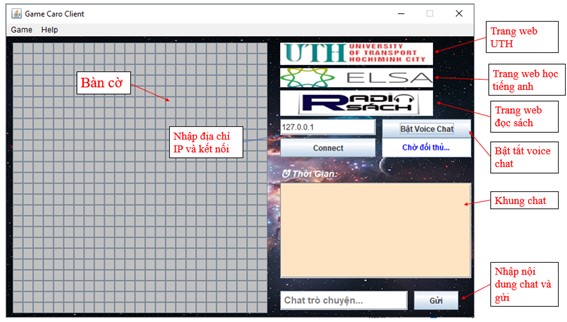 Game Caro Client
Game Help
UTH UNIVERSITY
OF TRANSPORT
HOCHIMINH CITY
Trang web
UTH
Bàn cờ
ELSA
Trang web học
tiếng anh
RADIO
SÁCH
Trang web
đọc sách
Nhập địa chỉ
IP và kết nối
127.0.0.1
Bật Voice Chat
Connect
Chờ đối thủ...
Bật tắt voice
chat
Thời Gian:
Khung chat
Nhập nội
dung chat và
gửi
Chat trò chuyện...
Gửi